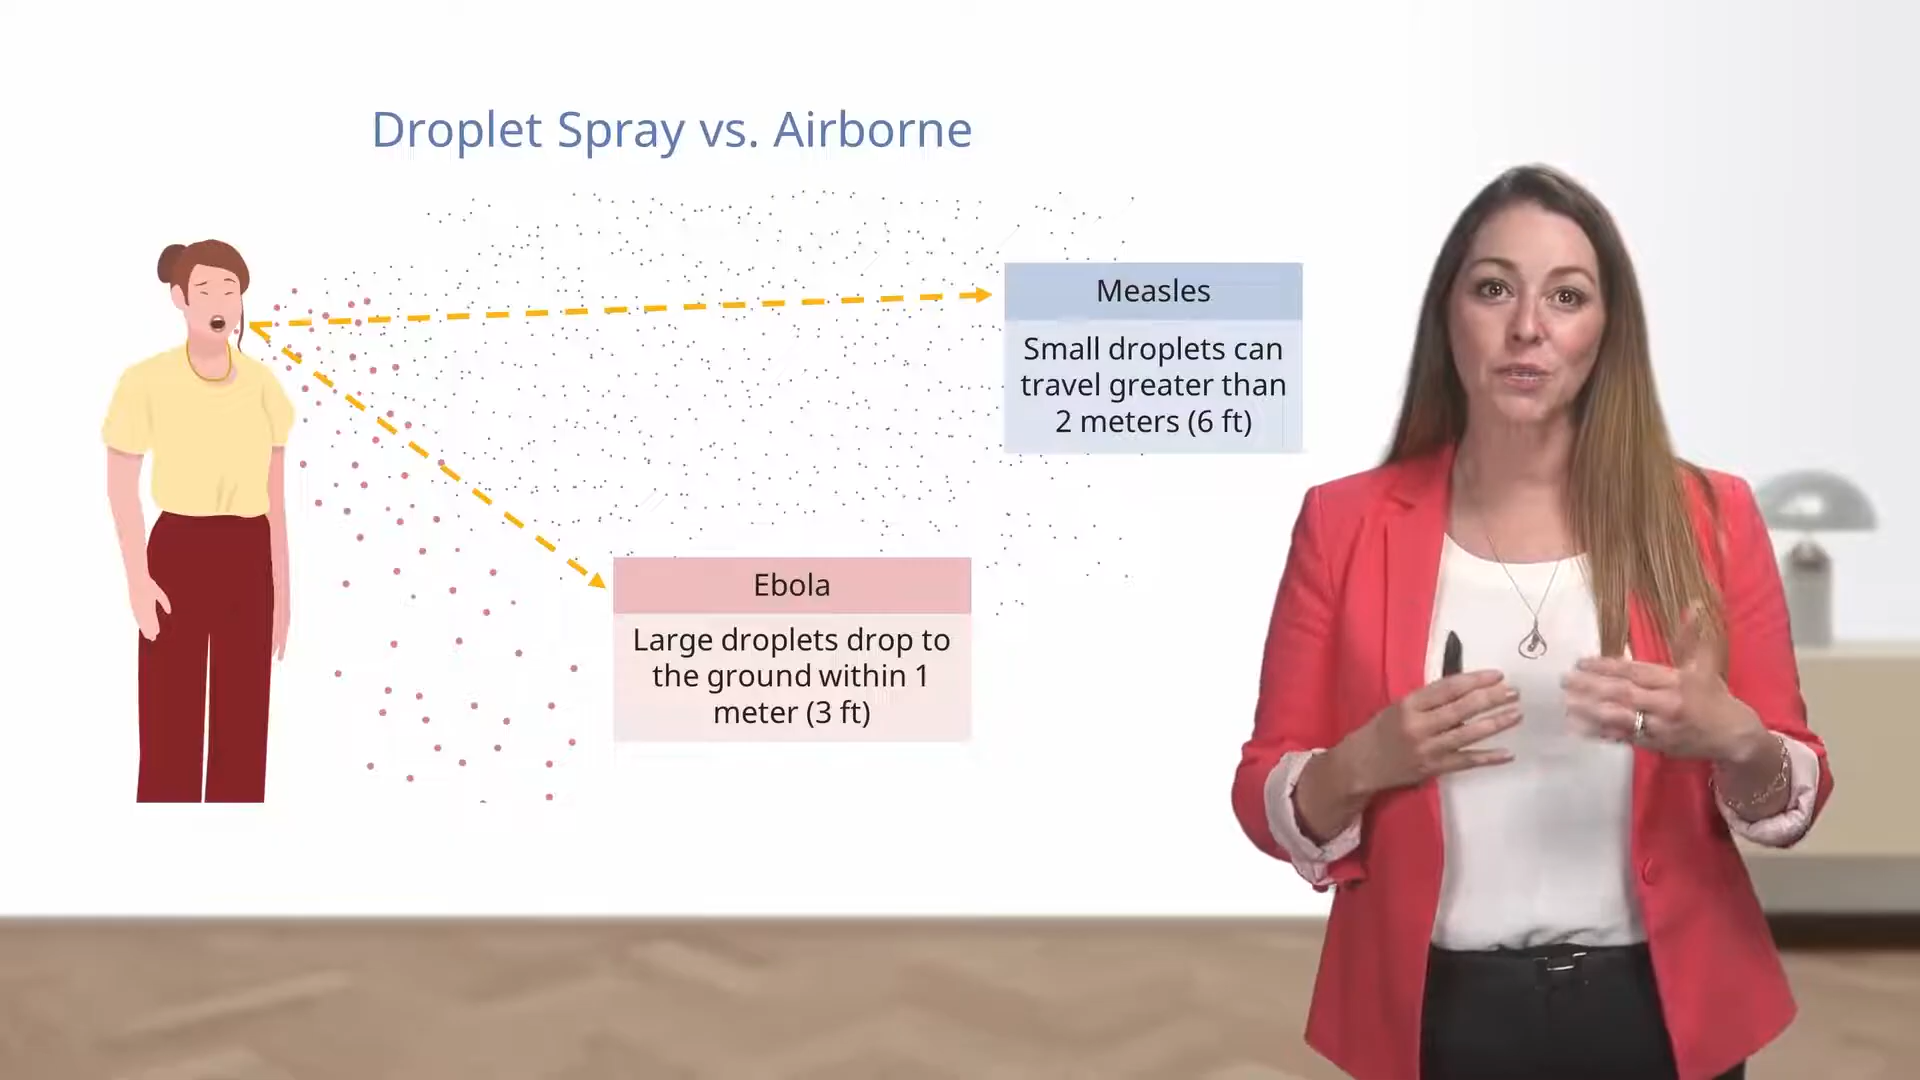 Droplet Spray vs. Airborne
Measles
Small droplets can
travel greater than
2 meters (6 ft)
Ebola
Large droplets drop to
the ground within 1
meter (3 ft)